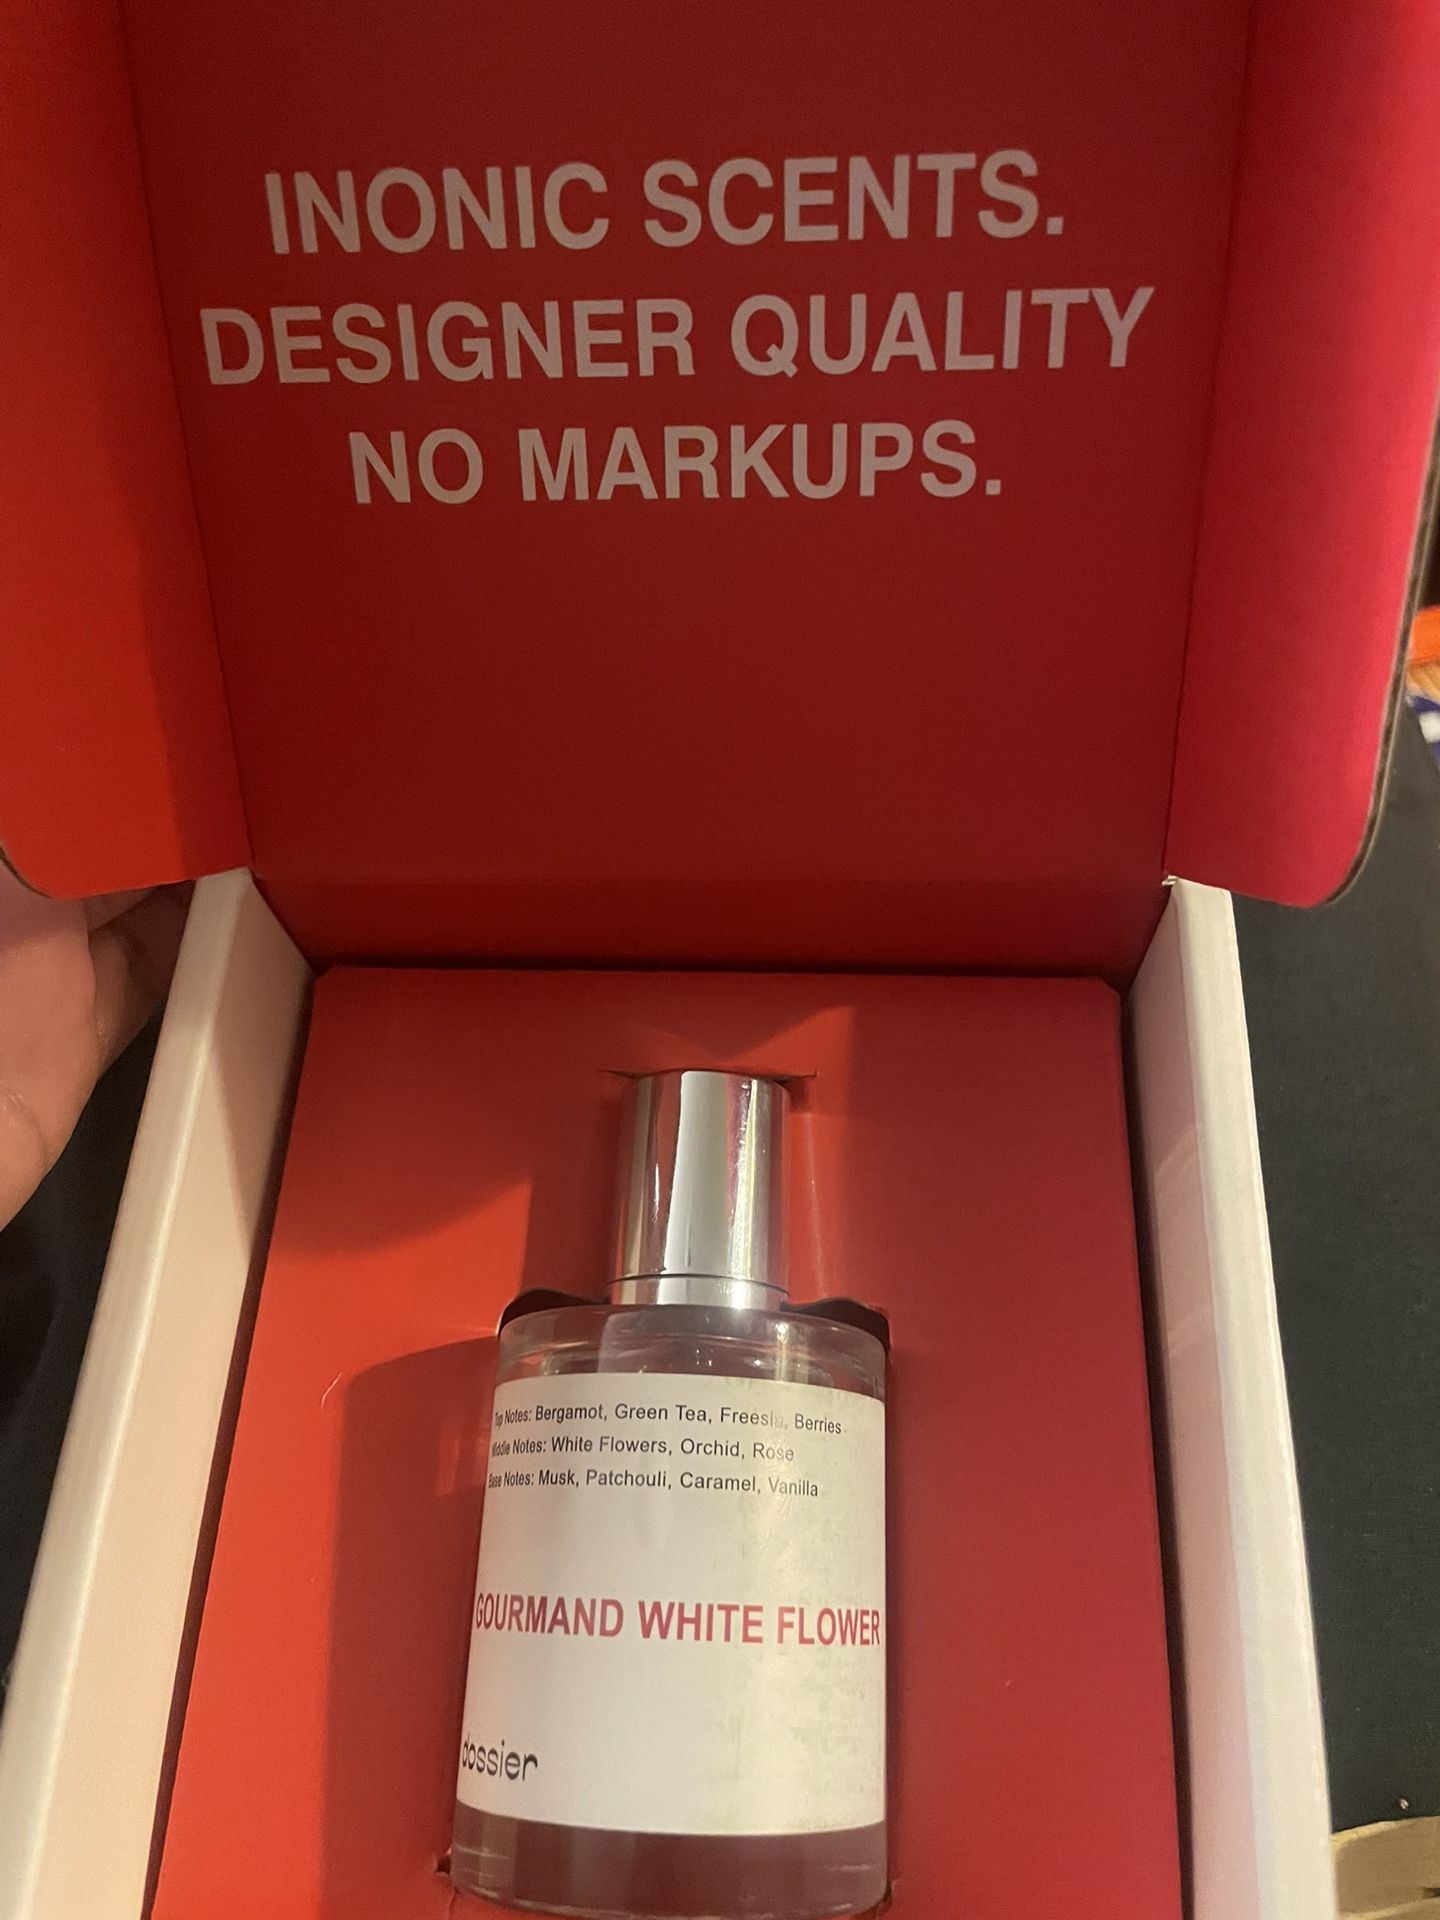 INONIC SCENTS.
DESIGNER QUALITY
NO MARKUPS.
Top Notes: Bergamot, Green Tea, Freesia, Berries
Middle Notes: White Flowers, Orchid, Rose
Base Notes: Musk, Patchouli, Caramel, Vanilla
GOURMAND WHITE FLOWER
dossier